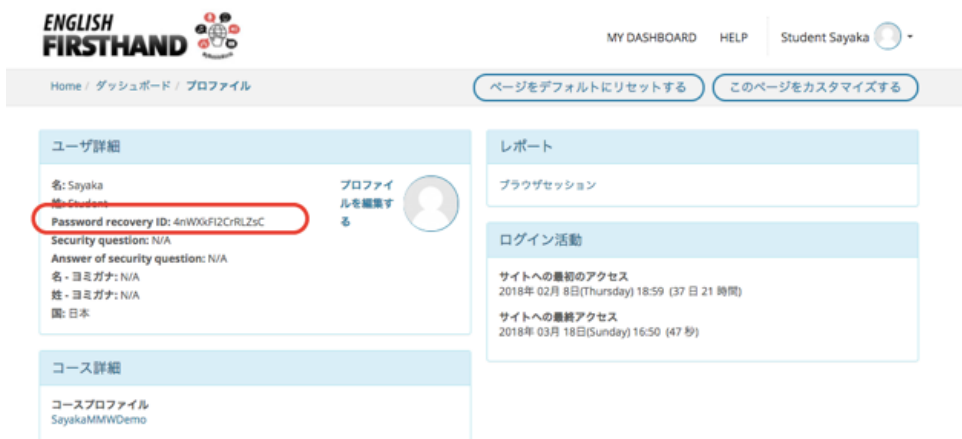 ENGLISH
FIRSTHAND
MY DASHBOARD HELP Student Sayaka
Home / ダッシュボード / プロファイル
ページをデフォルトにリセットする
このページをカスタマイズする
ユーザ詳細
名: Sayaka
姓: Student
Password recovery ID: 4nWXkFI2CrRLZsC
Security question: N/A
Answer of security question: N/A
名 - ヨミガナ: N/A
姓 - ヨミガナ: N/A
国: 日本
プロファイ
ルを編集す
る
コース詳細
コースプロファイル
SayakaMMWDemo
レポート
ブラウザセッション
ログイン活動
サイトへの最初のアクセス
2018年 02月 8日(Thursday) 18:59 (37 日 21 時間)
サイトへの最終アクセス
2018年 03月 18日(Sunday) 16:50 (47 秒)